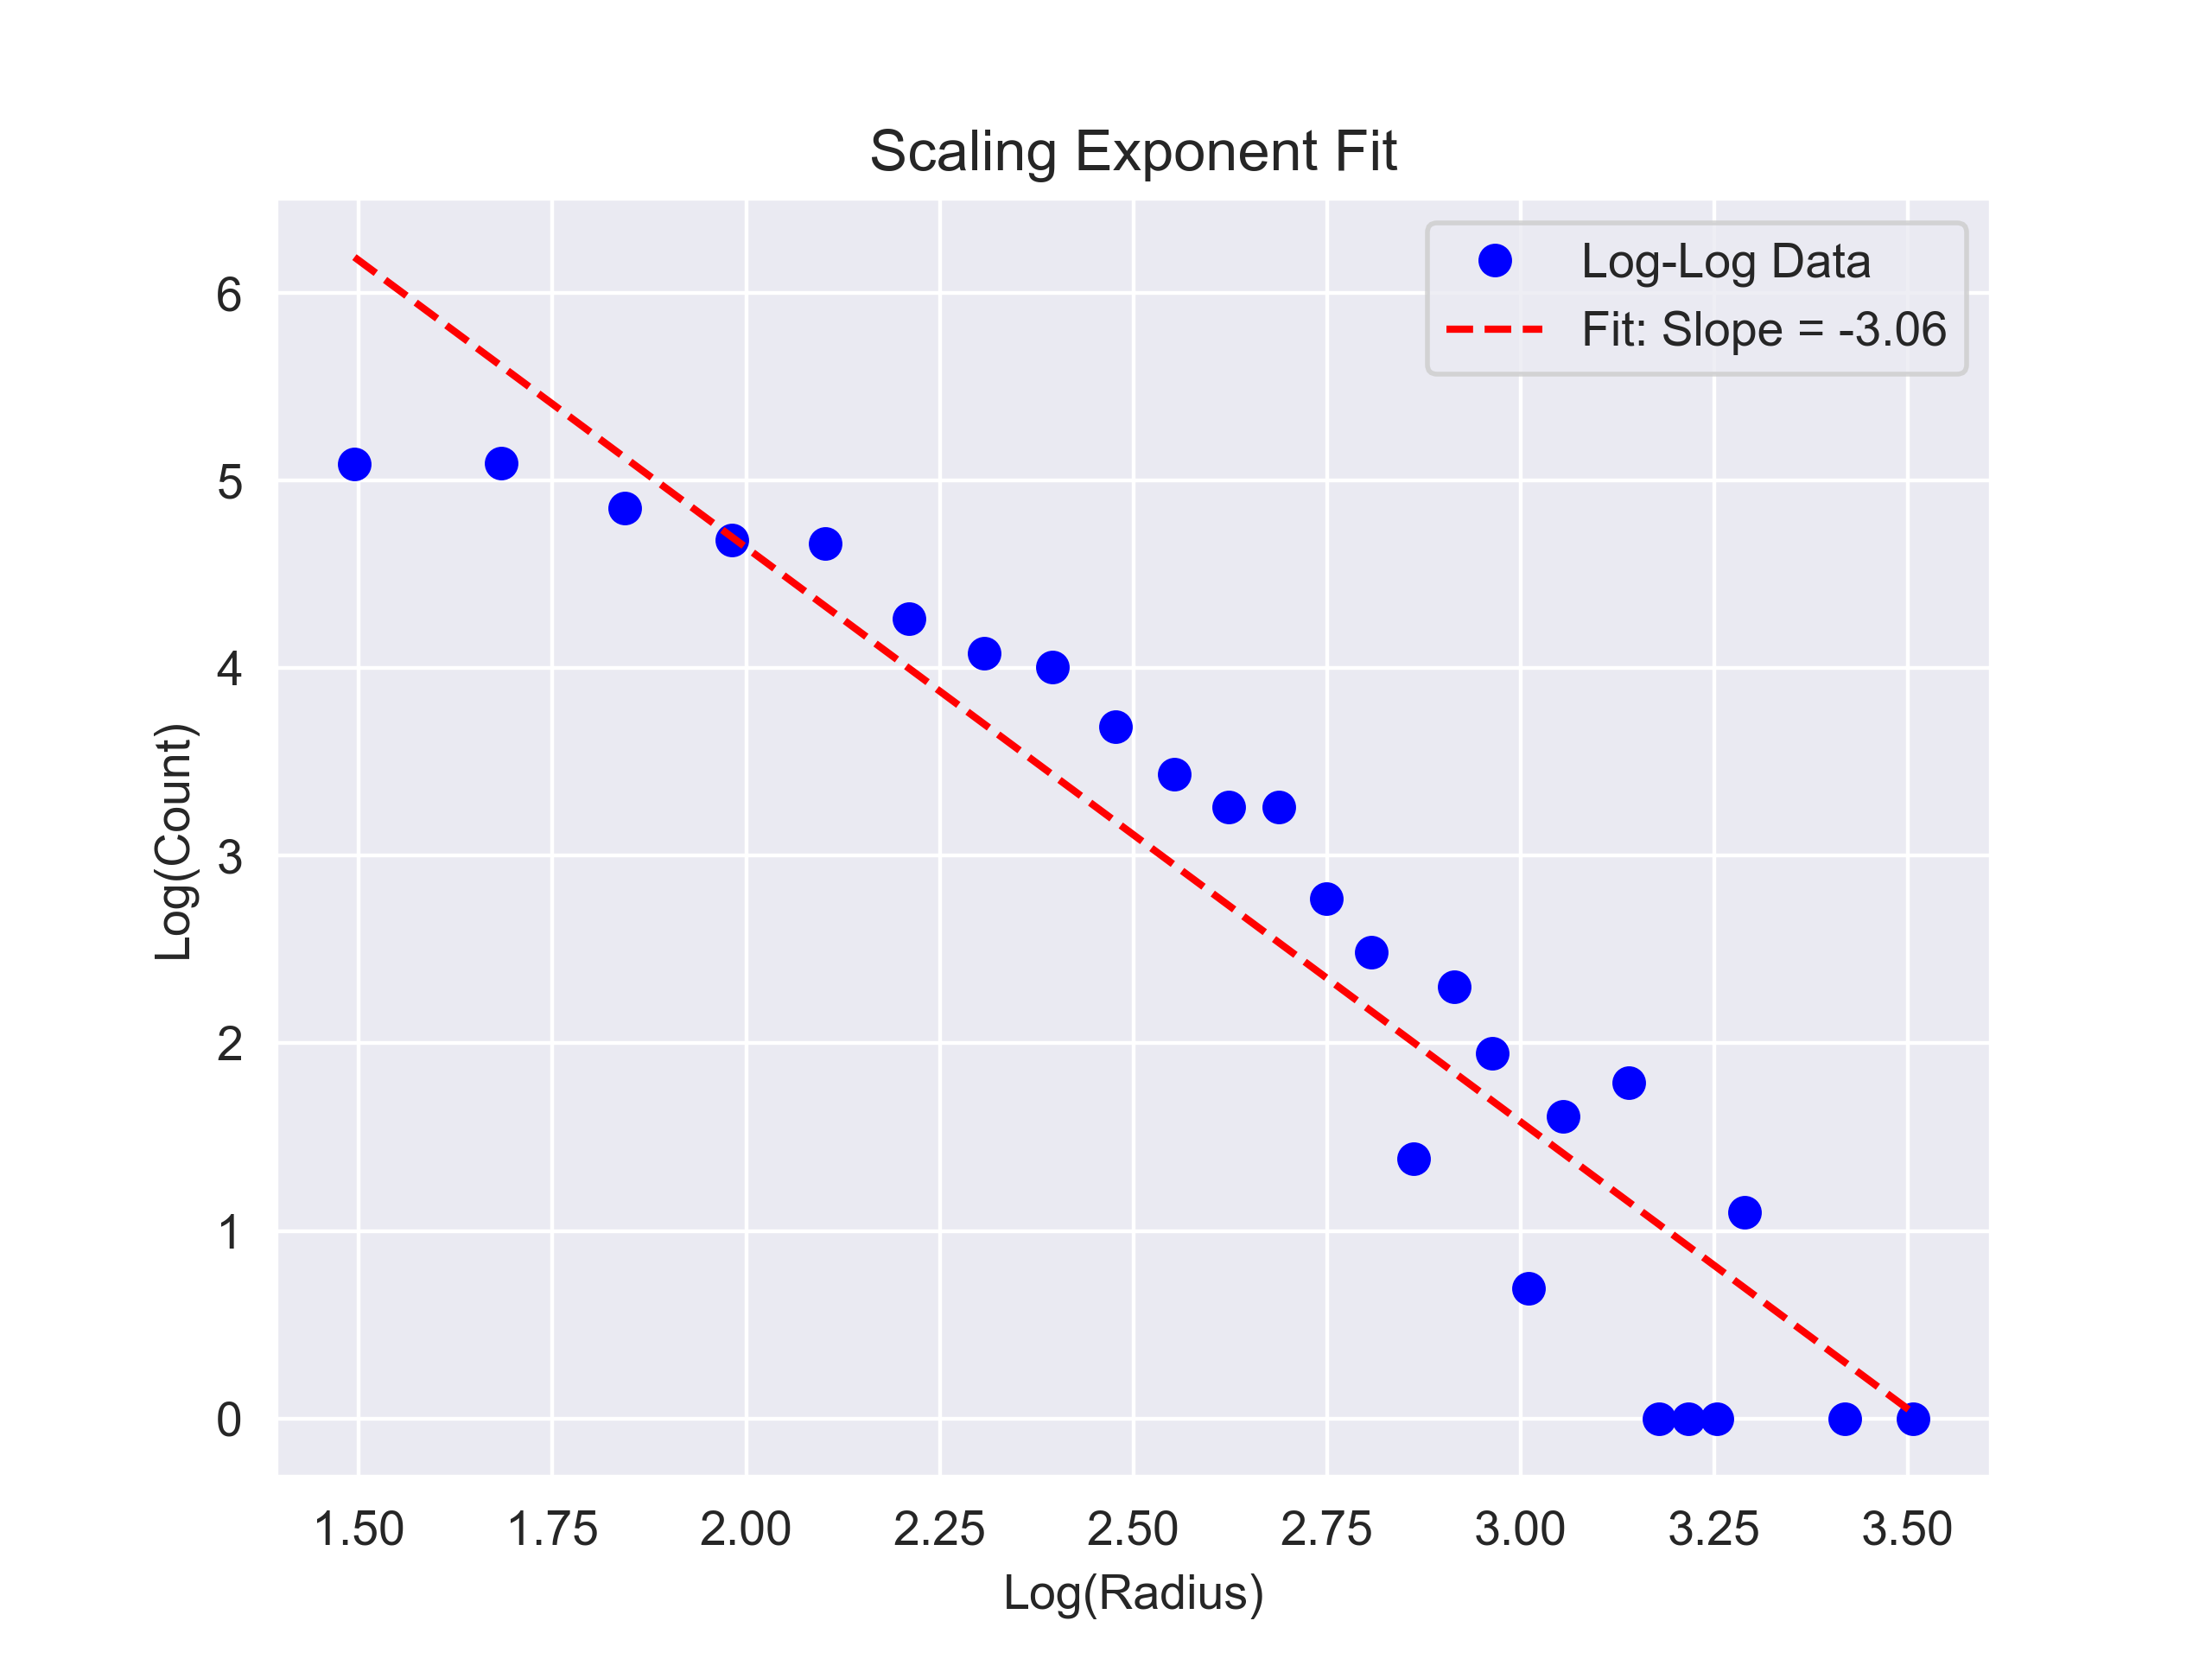 Scaling Exponent Fit
Log-Log Data
Fit: Slope = -3.06
6
5
4
3
2
1
0
Log(Count)
1.50 1.75 2.00 2.25 2.50 2.75 3.00 3.25 3.50
Log(Radius)